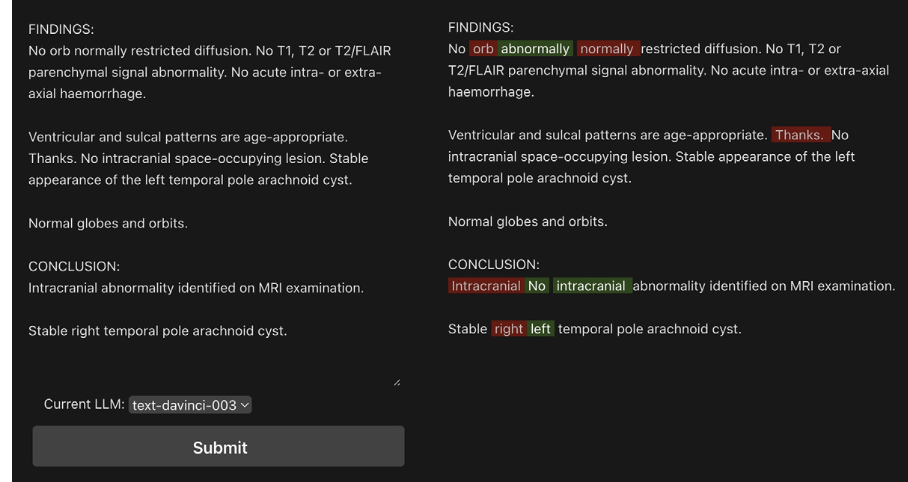 FINDINGS:
No orb normally restricted diffusion. No T1, T2 or T2/FLAIR
parenchymal signal abnormality. No acute intra- or extra-
axial haemorrhage.
Ventricular and sulcal patterns are age-appropriate.
Thanks. No intracranial space-occupying lesion. Stable
appearance of the left temporal pole arachnoid cyst.
Normal globes and orbits.
CONCLUSION:
Intracranial abnormality identified on MRI examination.
Stable right temporal pole arachnoid cyst.
Current LLM: text-davinci-003
Submit
FINDINGS:
No orb abnormally normally restricted diffusion. No T1, T2 or
T2/FLAIR parenchymal signal abnormality. No acute intra- or extra-axial
haemorrhage.
Ventricular and sulcal patterns are age-appropriate. Thanks. No
intracranial space-occupying lesion. Stable appearance of the left
temporal pole arachnoid cyst.
Normal globes and orbits.
CONCLUSION:
Intracranial No intracranial abnormality identified on MRI examination.
Stable right left temporal pole arachnoid cyst.